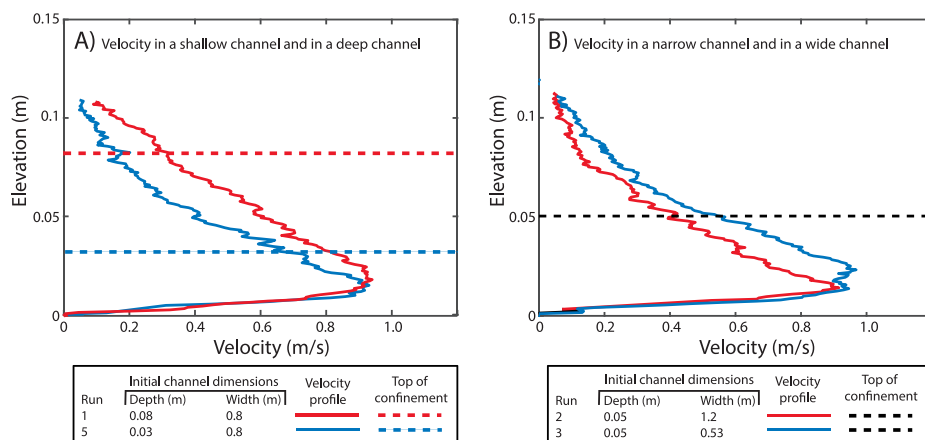 A) Velocity in a shallow channel and in a deep channel
0.15
0.1
0.05
0
Elevation (m)
0 0.2 0.4 0.6 0.8 1.0
Velocity (m/s)
Initial channel dimensions Velocity profile Top of confinement
Run Depth (m) Width (m)
1 0.08 0.8
5 0.03 0.8
B) Velocity in a narrow channel and in a wide channel
0.15
0.1
0.05
0
Elevation (m)
0 0.2 0.4 0.6 0.8 1.0
Velocity (m/s)
Initial channel dimensions Velocity profile Top of confinement
Run Depth (m) Width (m)
2 0.05 1.2
3 0.05 0.53